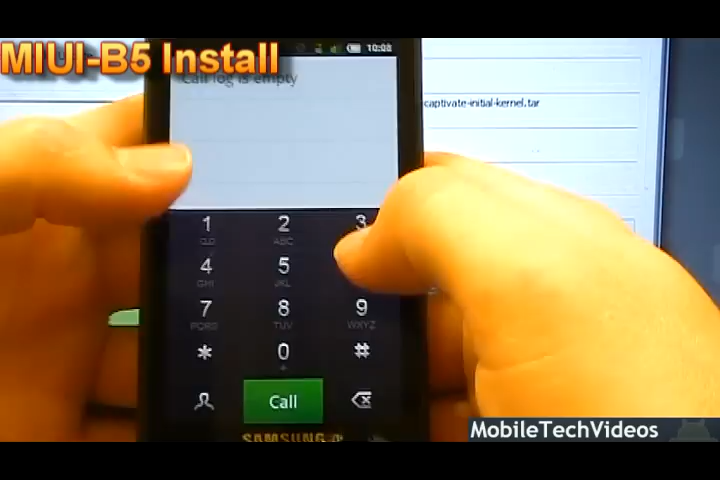 MIUI-B5 Install
10:08
Call log is empty
captivate-initial-kernel.tar
1 2 3
ABC
4 5
GHI JKL
7 8 9
PQRS TUV WXYZ
* 0 #
+
Call
SAMSUNG
MobileTechVideos